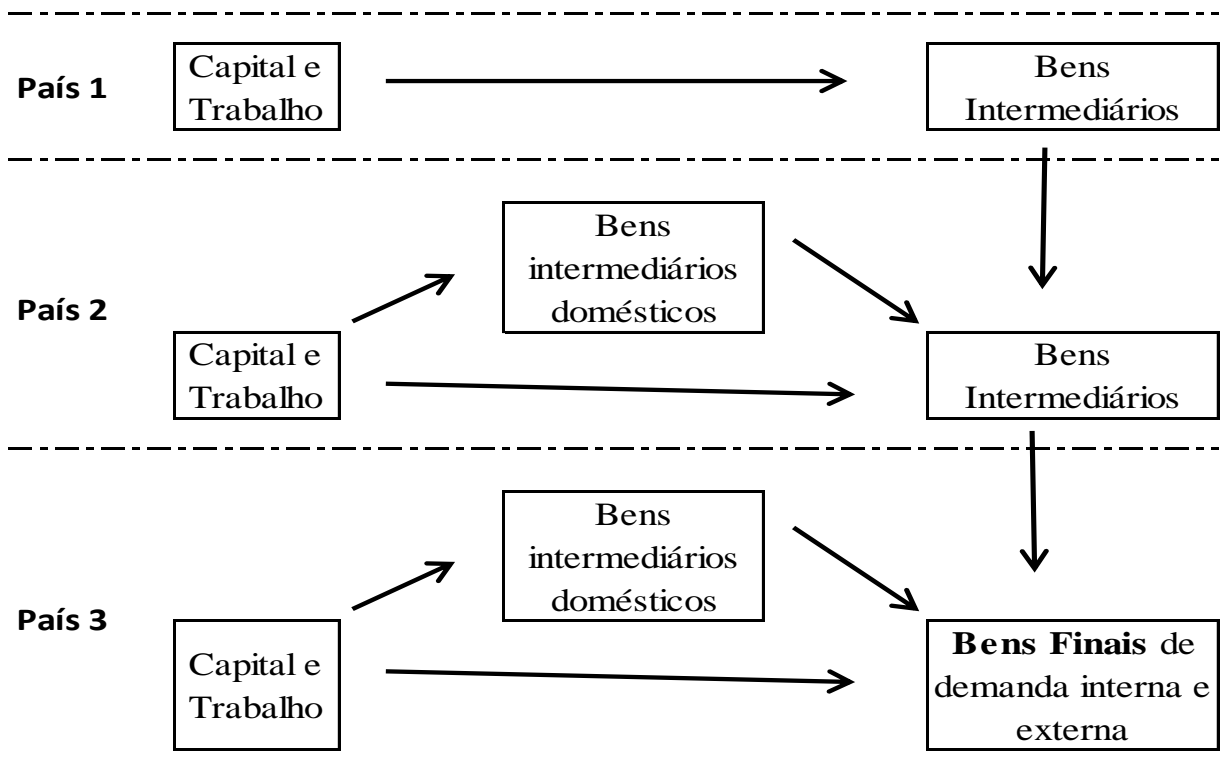 País 1
Capital e
Trabalho
Bens
Intermediários
País 2
Bens
intermediários
domésticos
Capital e
Trabalho
Bens
Intermediários
País 3
Bens
intermediários
domésticos
Capital e
Trabalho
Bens Finais de
demanda interna e
externa